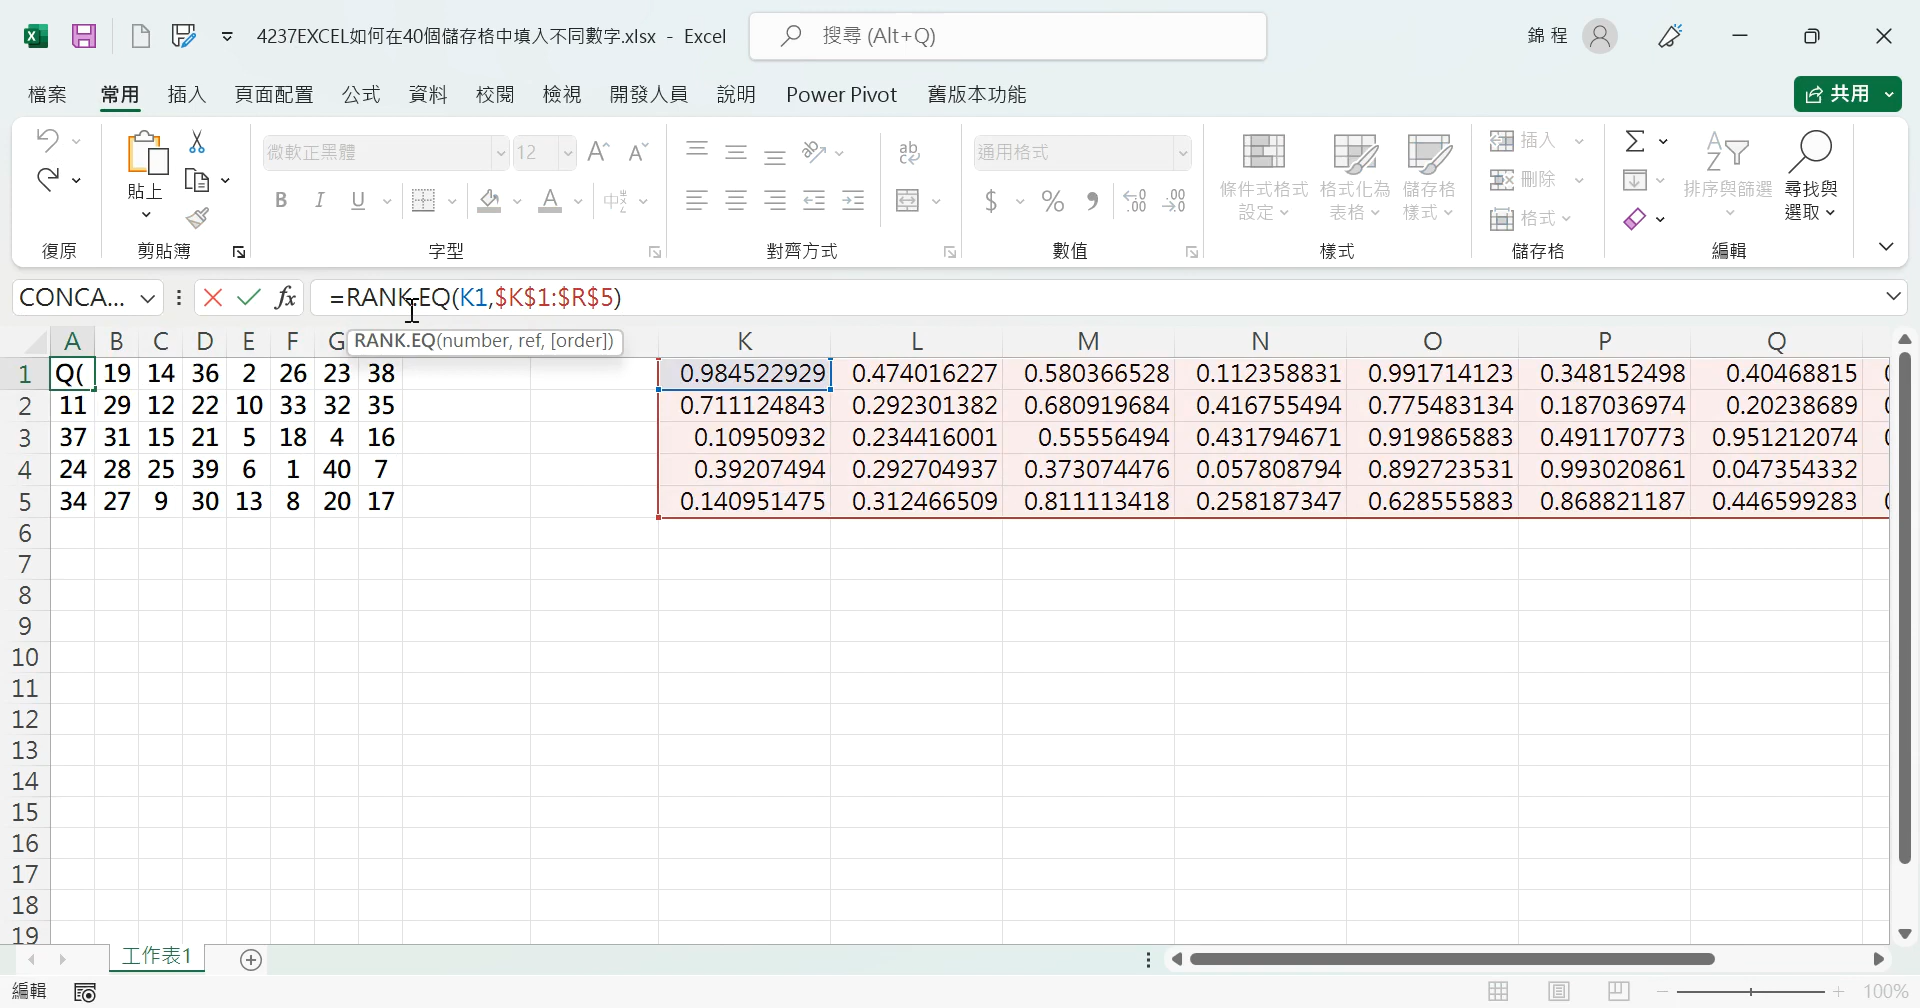 4237EXCEL如何在40個儲存格中填入不同數字.xlsx - Excel
搜尋 (Alt+Q)
錦 程
檔案 常用 插入 頁面配置 公式 資料 校閱 檢視 開發人員 說明 Power Pivot 舊版本功能
共用
復原
貼上
剪貼簿
微軟正黑體 12
B I U A
字型
ab
對齊方式
通用格式
$ % 9
數值
條件式格式設定
格式化為表格
儲存格樣式
樣式
插入
刪除
格式
儲存格
排序與篩選
尋找與選取
編輯
CONCA...
fx
=RANK.EQ(K1,$K$1:$R$5)
RANK.EQ(number, ref, [order])
A B C D E F G K L M N O P Q
1 Q( 19 14 36 2 26 23 38 0.984522929 0.474016227 0.580366528 0.112358831 0.991714123 0.348152498 0.40468815
2 11 29 12 22 10 33 32 35 0.711124843 0.292301382 0.680919684 0.416755494 0.775483134 0.187036974 0.20238689
3 37 31 15 21 5 18 4 16 0.10950932 0.234416001 0.55556494 0.431794671 0.919865883 0.491170773 0.951212074
4 24 28 25 39 6 1 40 7 0.39207494 0.292704937 0.373074476 0.057808794 0.892723531 0.993020861 0.047354332
5 34 27 9 30 13 8 20 17 0.140951475 0.312466509 0.811113418 0.258187347 0.628555883 0.868821187 0.446599283
6
7
8
9
10
11
12
13
14
15
16
17
18
19
工作表1
編輯
100%